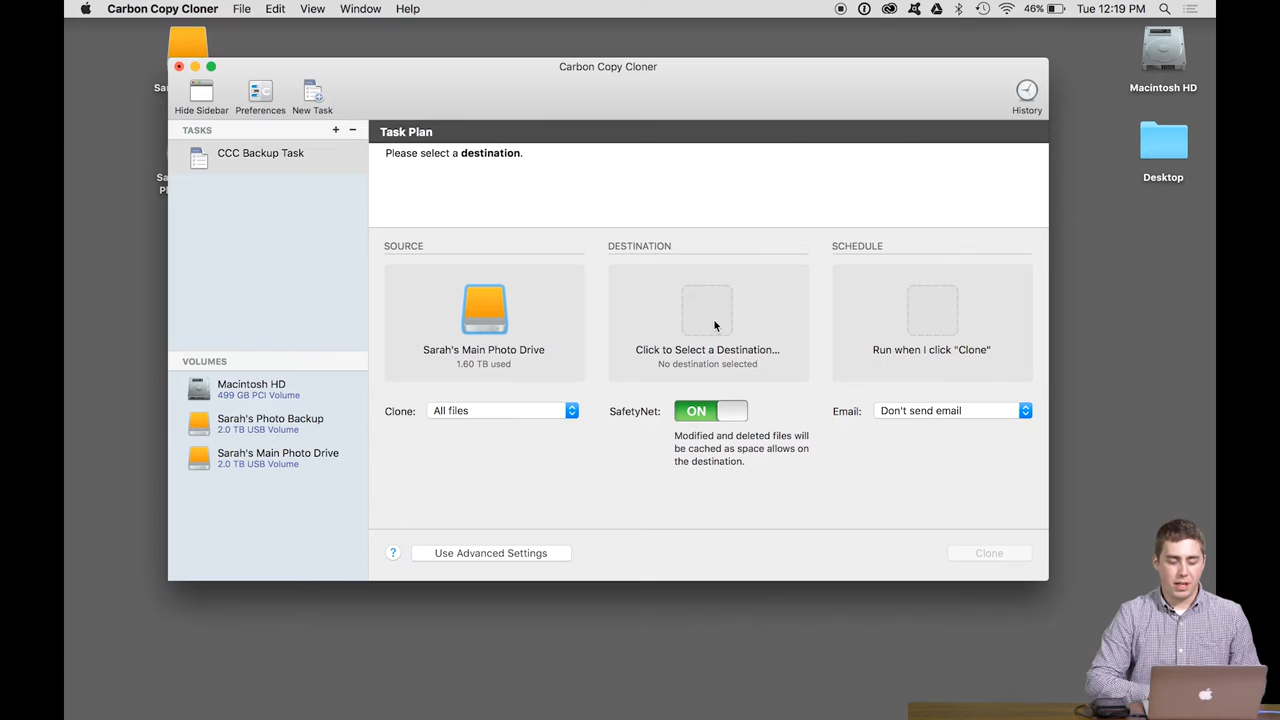 Carbon Copy Cloner File Edit View Window Help 46% Tue 12:19 PM
Carbon Copy Cloner
Hide Sidebar Preferences New Task History
Sa
Macintosh HD
TASKS + −
Task Plan
CCC Backup Task
Please select a destination.
Sa
Pl
Desktop
SOURCE DESTINATION SCHEDULE
Sarah's Main Photo Drive
1.60 TB used
Click to Select a Destination...
No destination selected
Run when I click "Clone"
VOLUMES
Macintosh HD
499 GB PCI Volume
Sarah's Photo Backup
2.0 TB USB Volume
Sarah's Main Photo Drive
2.0 TB USB Volume
Clone: All files
SafetyNet: ON
Modified and deleted files will
be cached as space allows on
the destination.
Email: Don't send email
? Use Advanced Settings Clone